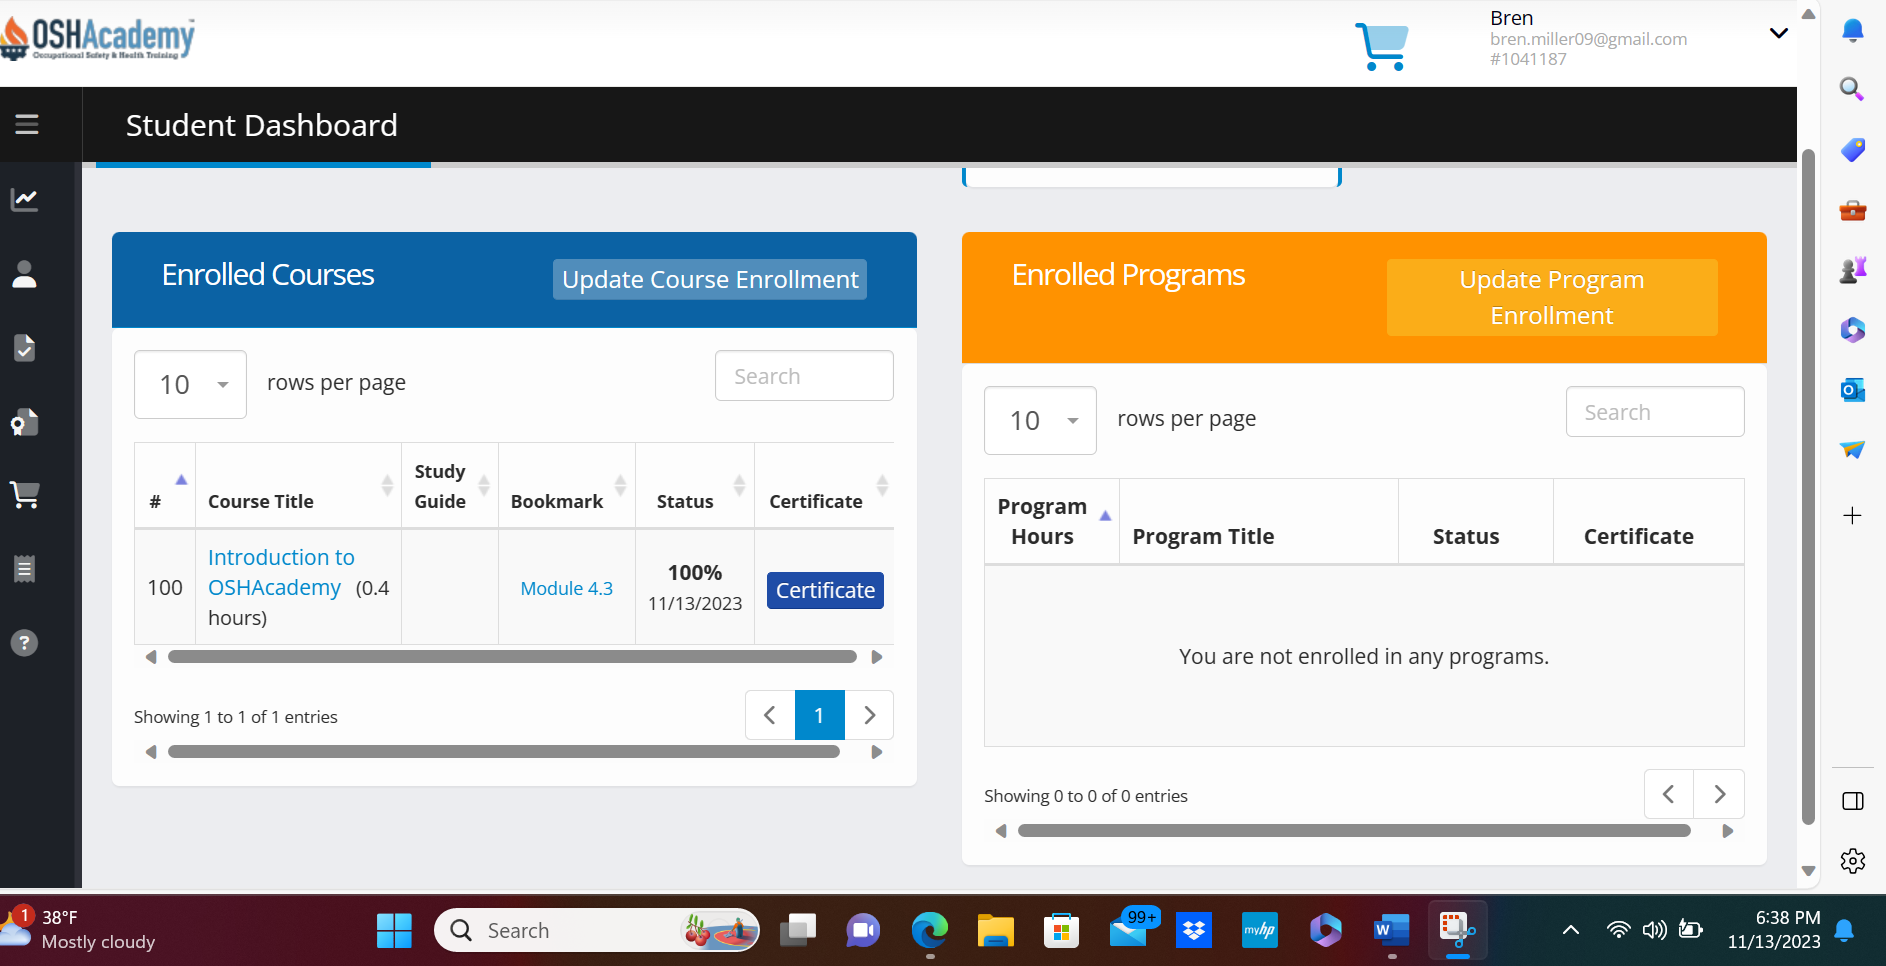 OSHAcademy
Occupational Safety & Health Training
Bren
bren.miller09@gmail.com
#1041187
Student Dashboard
Enrolled Courses
Update Course Enrollment
10
rows per page
Search
#
Course Title
Study
Guide
Bookmark
Status
Certificate
100
Introduction to
OSHAcademy (0.4
hours)
Module 4.3
100%
11/13/2023
Certificate
Showing 1 to 1 of 1 entries
1
Enrolled Programs
Update Program
Enrollment
10
rows per page
Search
Program
Hours
Program Title
Status
Certificate
You are not enrolled in any programs.
Showing 0 to 0 of 0 entries
1
38°F
Mostly cloudy
Search
99+
myhp
W
6:38 PM
11/13/2023